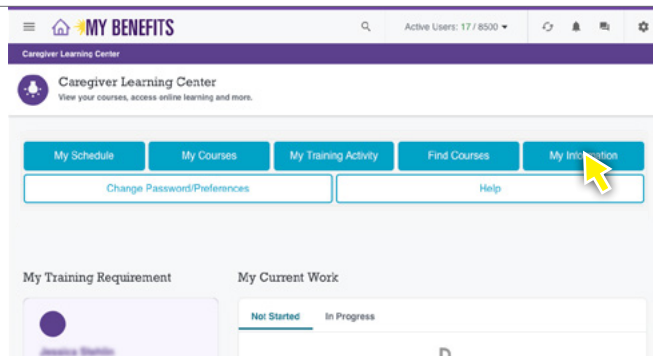 MY BENEFITS
Active Users: 17 / 8500
Caregiver Learning Center
Caregiver Learning Center
View your courses, access online learning and more.
My Schedule My Courses My Training Activity Find Courses My Information
Change Password/Preferences Help
My Training Requirement My Current Work
Not Started In Progress